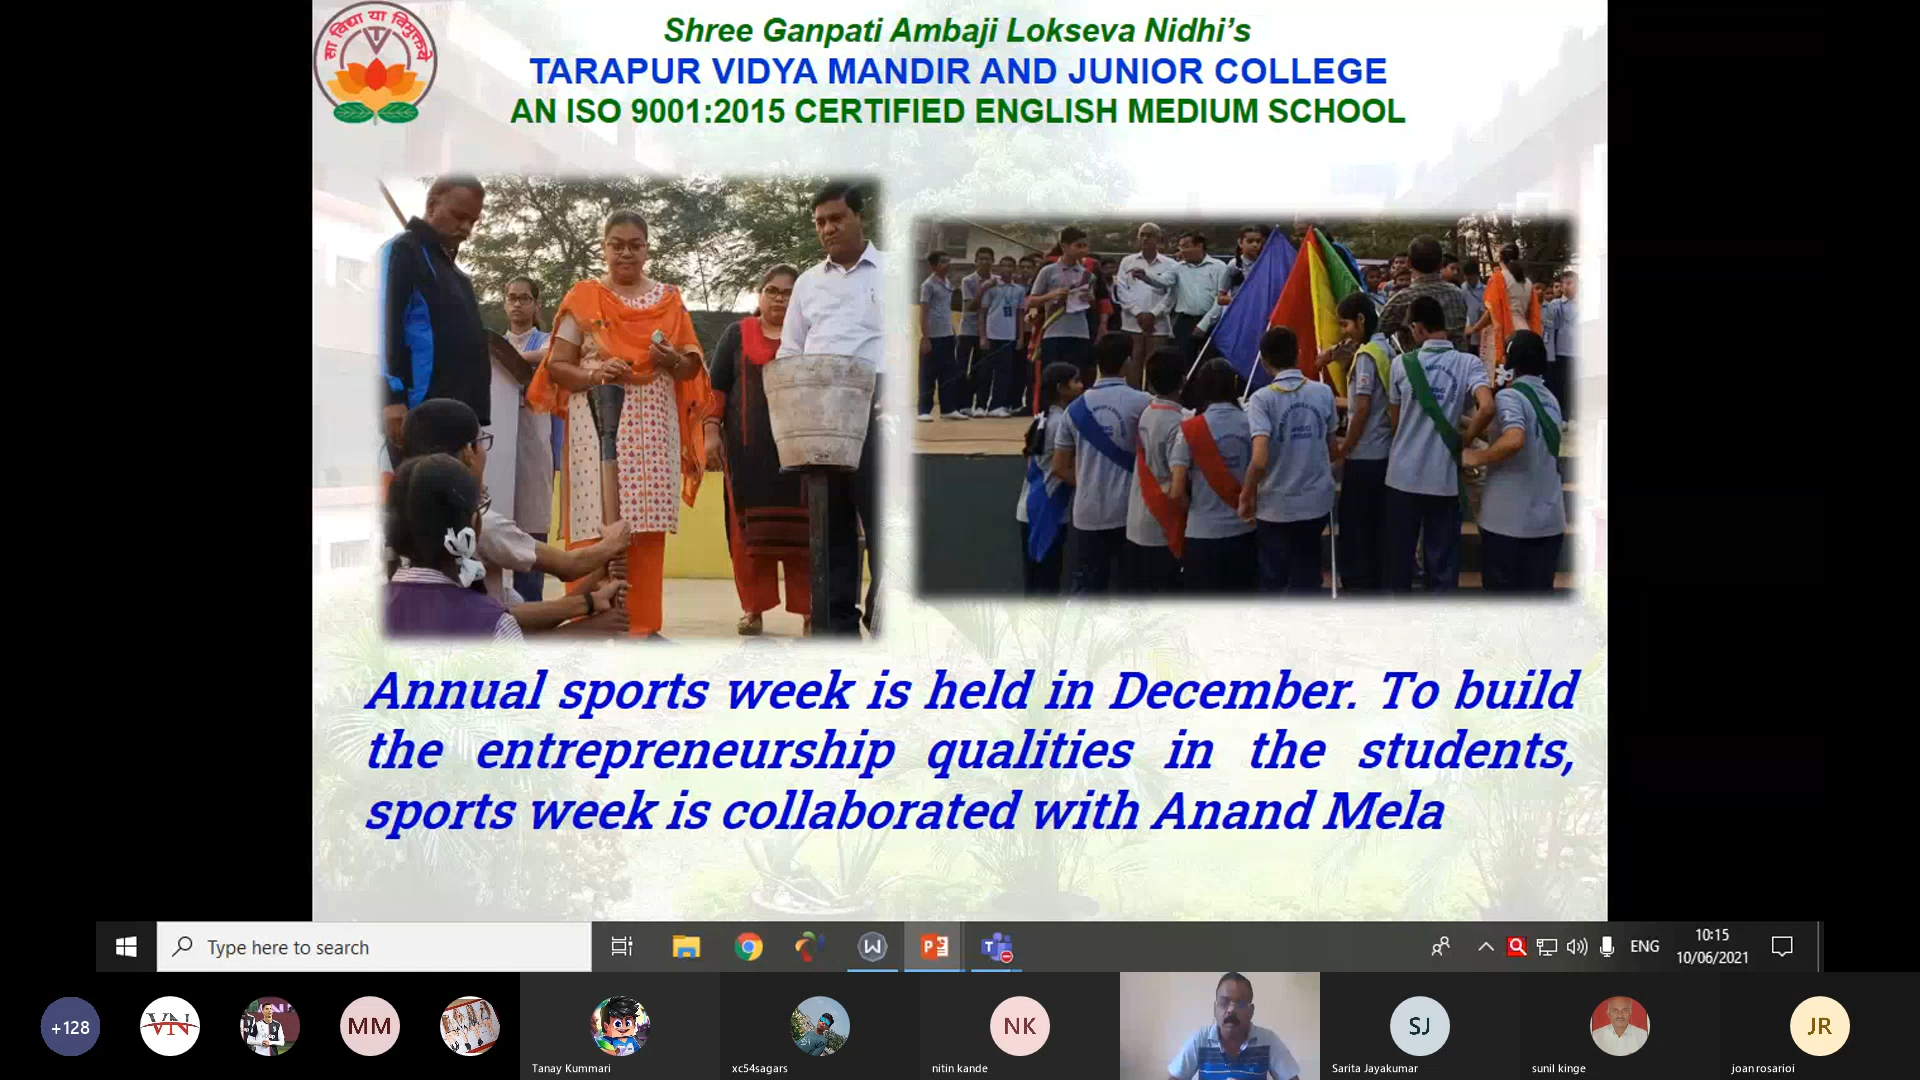 सा विद्या या विमुक्तये
Shree Ganpati Ambaji Lokseva Nidhi's
TARAPUR VIDYA MANDIR AND JUNIOR COLLEGE
AN ISO 9001:2015 CERTIFIED ENGLISH MEDIUM SCHOOL
Annual sports week is held in December. To build
the entrepreneurship qualities in the students,
sports week is collaborated with Anand Mela
Type here to search
ENG
10:15
10/06/2021
+128
VN
MM
NK
SJ
JR
Tanay Kummari
xc54sagars
nitin kande
Sarita Jayakumar
sunil kinge
joan rosarioi